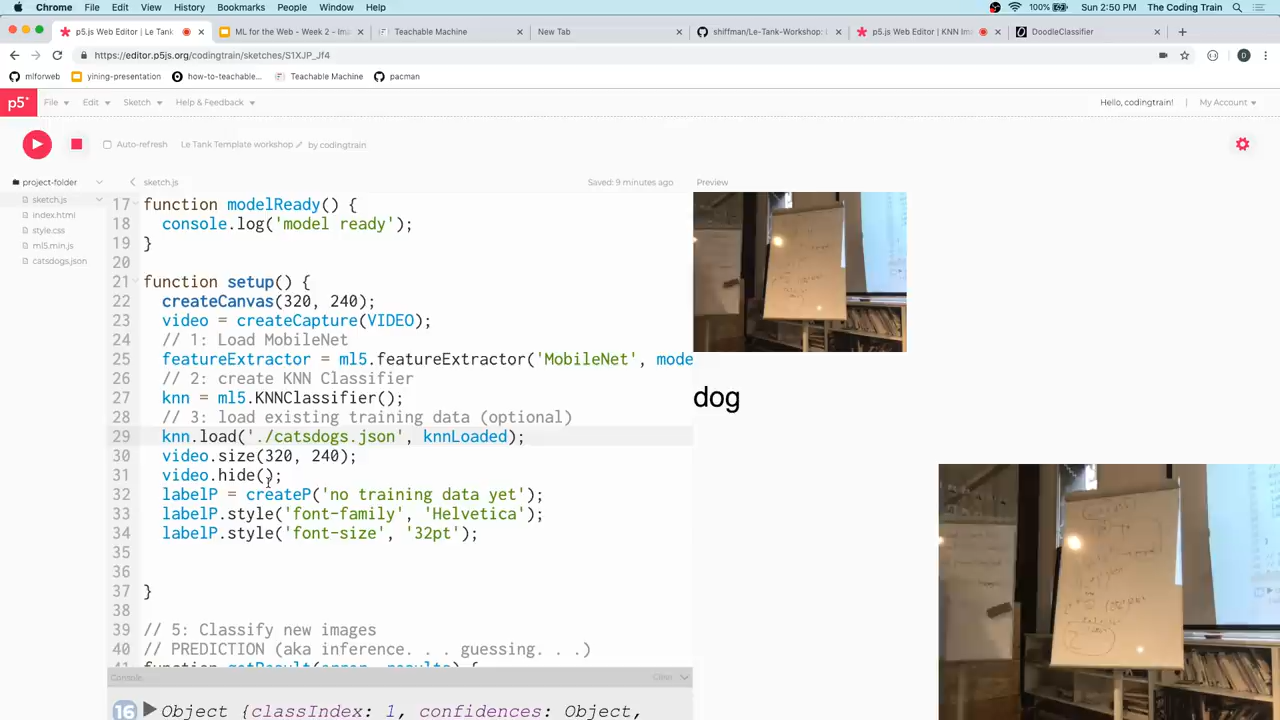 Chrome File Edit View History Bookmarks People Window Help 100% Sun 2:50 PM The Coding Train
p5.js Web Editor | Le Tank × ML for the Web - Week 2 - Ima × Teachable Machine × New Tab × shiffman/Le-Tank-Workshop: × p5.js Web Editor | KNN Im × DoodleClassifier ×
https://editor.p5js.org/codingtrain/sketches/S1XJP_Jf4
mlforweb yining-presentation how-to-teachable... Teachable Machine pacman
p5* File Edit Sketch Help & Feedback Hello, codingtrain! | My Account
Auto-refresh Le Tank Template workshop by codingtrain
project-folder sketch.js Saved: 9 minutes ago Preview
sketch.js
index.html
style.css
ml5.min.js
catsdogs.json
17 function modelReady() {
18 console.log('model ready');
19 }
20
21 function setup() {
22 createCanvas(320, 240);
23 video = createCapture(VIDEO);
24 // 1: Load MobileNet
25 featureExtractor = ml5.featureExtractor('MobileNet', mode
26 // 2: create KNN Classifier
27 knn = ml5.KNNClassifier();
28 // 3: load existing training data (optional)
29 knn.load('./catsdogs.json', knnLoaded);
30 video.size(320, 240);
31 video.hide();
32 labelP = createP('no training data yet');
33 labelP.style('font-family', 'Helvetica');
34 labelP.style('font-size', '32pt');
35
36
37 }
38
39 // 5: Classify new images
40 // PREDICTION (aka inference. . . guessing. . .)
41 function gotResult(error, results) {
dog
Console Clear
16 Object {classIndex: 1, confidences: Object,